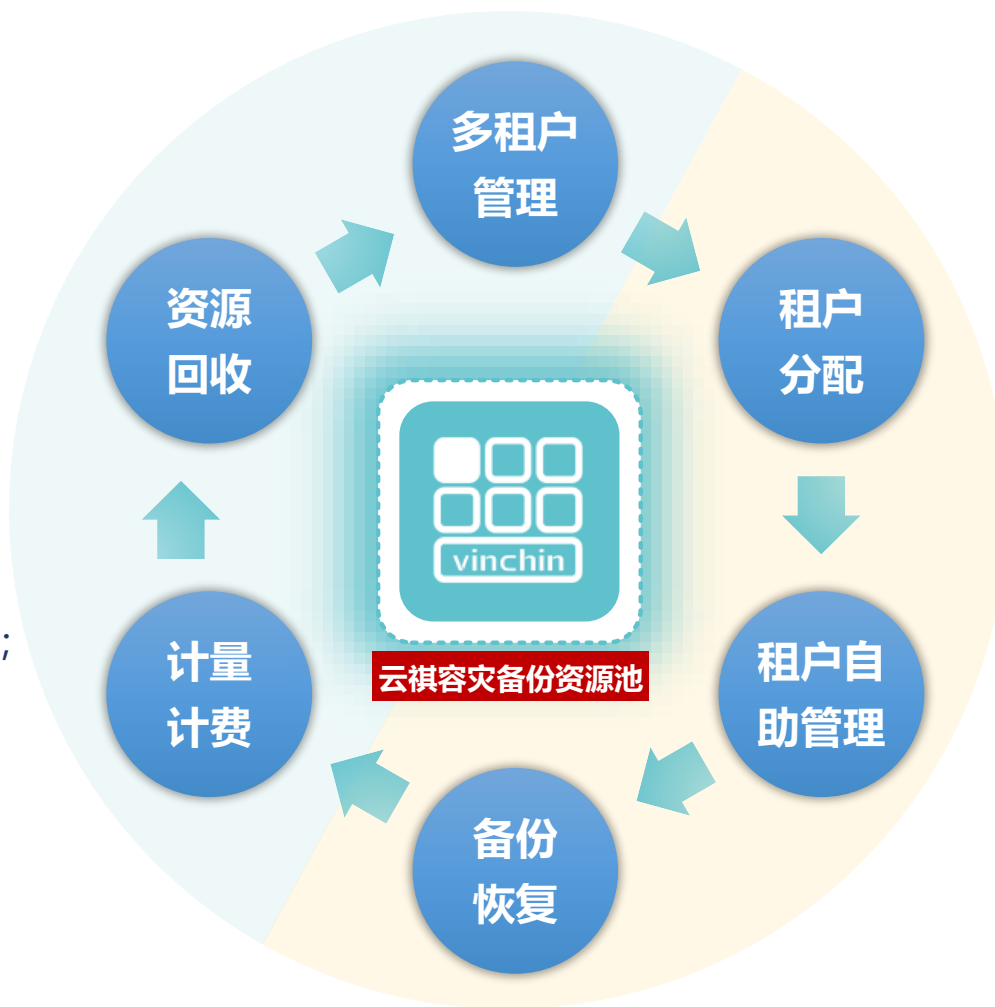 多租户
管理
资源
回收
租户
分配
vinchin
;
计量
计费
云祺容灾备份资源池
租户自
助管理
备份
恢复